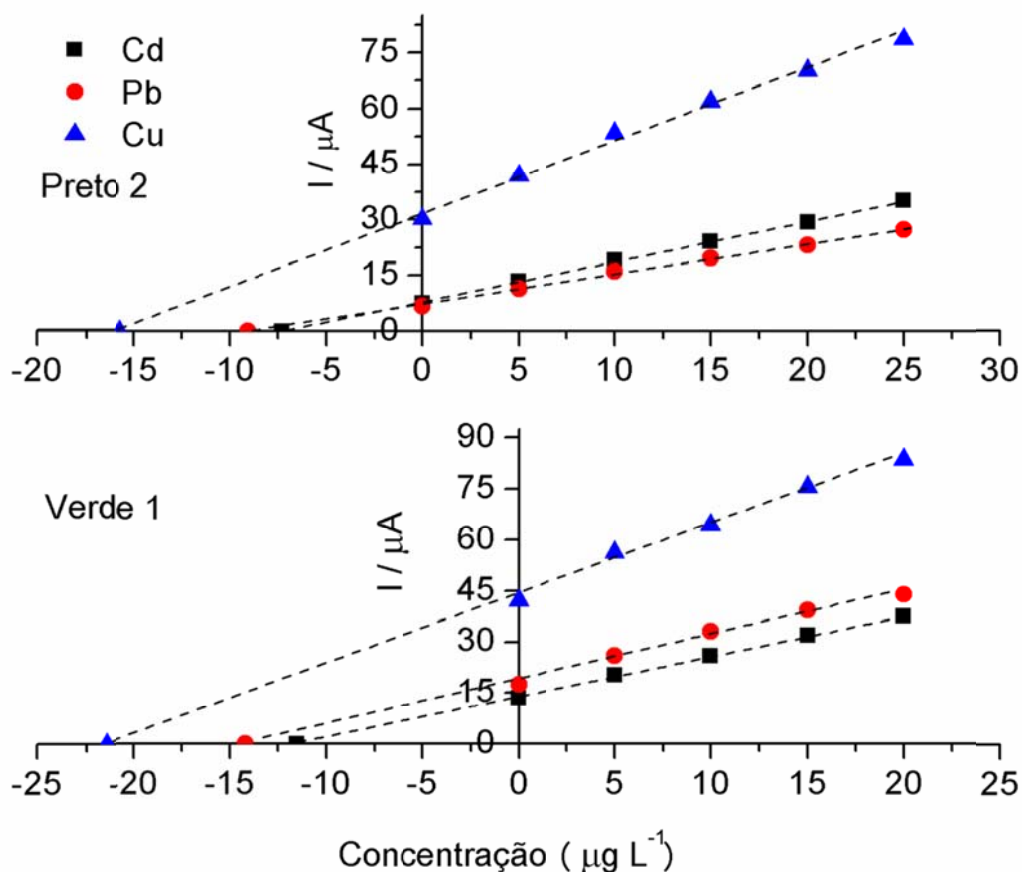 Cd
Pb
Cu
Preto 2
I / μA
75
60
45
30
15
0
-20 -15 -10 -5 0 5 10 15 20 25 30
Verde 1
I / μA
90
75
60
45
30
15
0
-25 -20 -15 -10 -5 0 5 10 15 20 25
Concentração ( μg L⁻¹)